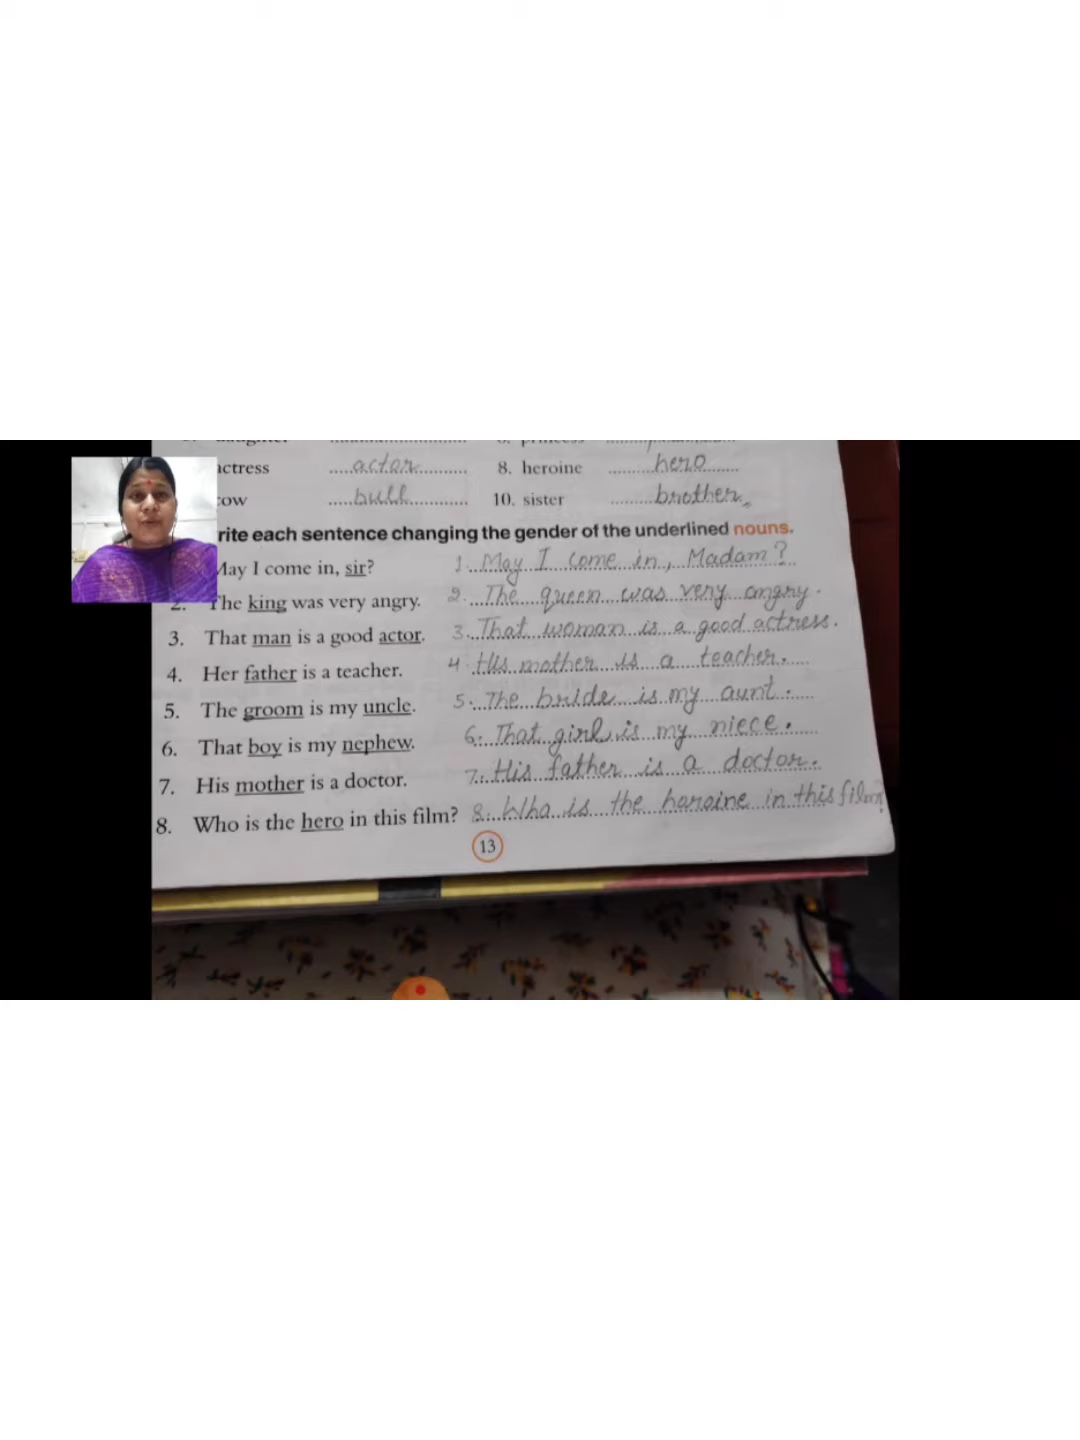 actress actor 8. heroine hero
cow bull 10. sister brother
rite each sentence changing the gender of the underlined nouns.
May I come in, sir? 1. May I come in, Madam?
2. The king was very angry. 2. The queen was very angry.
3. That man is a good actor. 3. That woman is a good actress.
4. Her father is a teacher. 4. His mother is a teacher.
5. The groom is my uncle. 5. The bride is my aunt.
6. That boy is my nephew. 6. That girl is my niece.
7. His mother is a doctor. 7. His father is a doctor.
8. Who is the hero in this film? 8. Who is the haroine in this film?
13